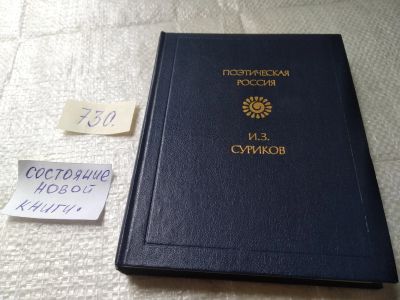 ПОЭТИЧЕСКАЯ
РОССИЯ
И.З.
СУРИКОВ
730.
СОСТОЯНИЕ
НОВОЙ
КНИГИ.